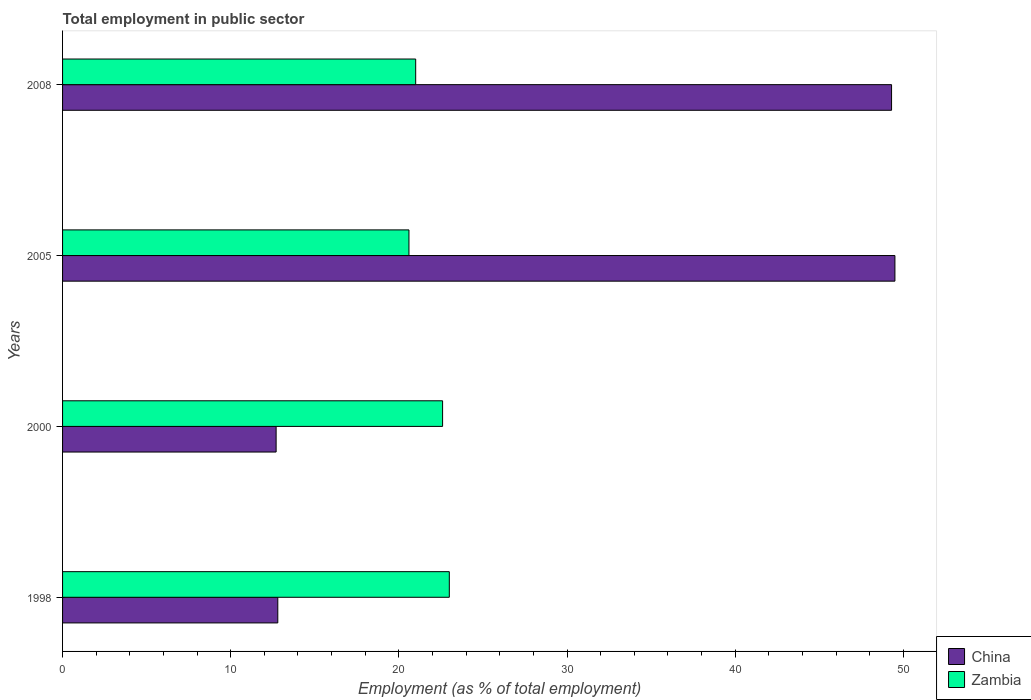 Total employment in public sector
2008
2005
2000
1998
Years
0
10
20
30
40
50
Employment (as % of total employment)
China
Zambia